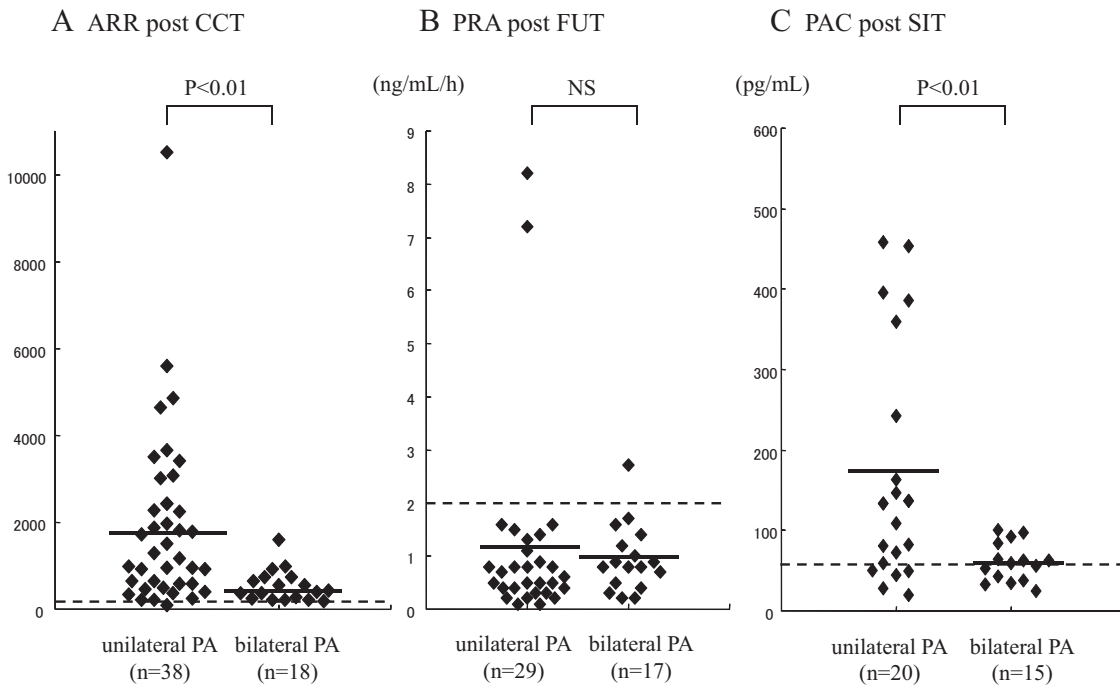 A ARR post CCT
P<0.01
10000
8000
6000
4000
2000
0
unilateral PA
(n=38)
bilateral PA
(n=18)
B PRA post FUT
(ng/mL/h)
NS
9
8
7
6
5
4
3
2
1
0
unilateral PA
(n=29)
bilateral PA
(n=17)
C PAC post SIT
(pg/mL)
P<0.01
600
500
400
300
200
100
0
unilateral PA
(n=20)
bilateral PA
(n=15)